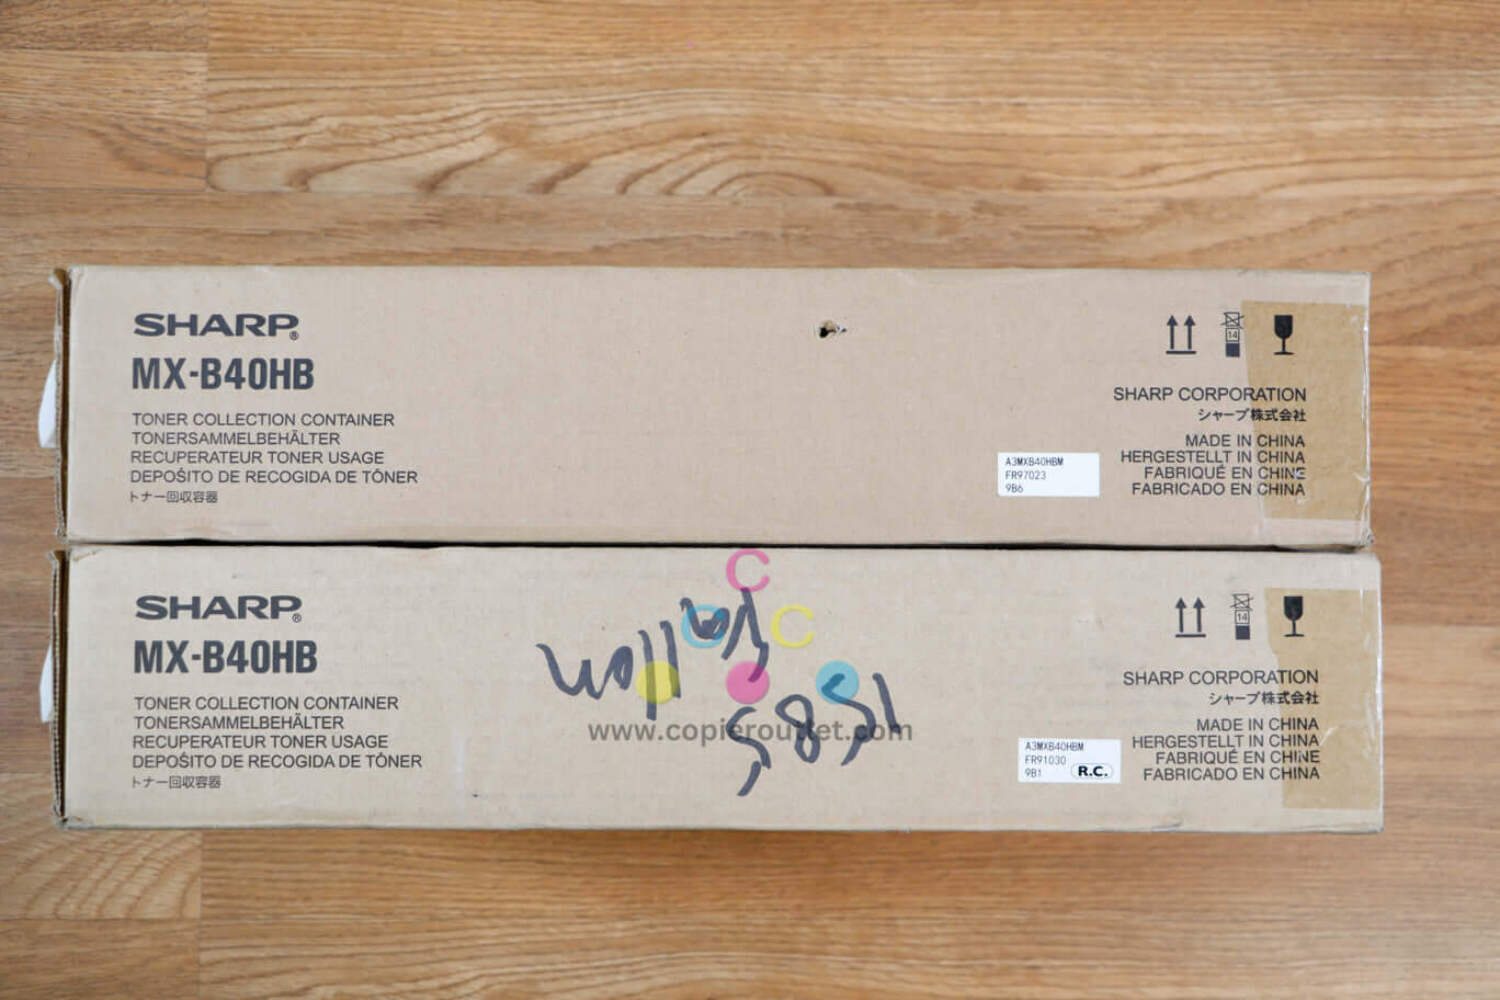 SHARP®
MX-B40HB
TONER COLLECTION CONTAINER
TONERSAMMELBEHÄLTER
RECUPERATEUR TONER USAGE
DEPOŚITO DE RECOGIDA DE TÓNER
トナー回収容器
14
SHARP CORPORATION
シャープ株式会社
MADE IN CHINA
HERGESTELLT IN CHINA
FABRIQUÉ EN CHINE
FABRICADO EN CHINA
A3MXB40HBM
FR97023
9B6
SHARP®
MX-B40HB
TONER COLLECTION CONTAINER
TONERSAMMELBEHÄLTER
RECUPERATEUR TONER USAGE
DEPOŚITO DE RECOGIDA DE TÓNER
トナー回収容器
C
C C
www.copieroutlet.com
14
SHARP CORPORATION
シャープ株式会社
MADE IN CHINA
HERGESTELLT IN CHINA
FABRIQUÉ EN CHINE
FABRICADO EN CHINA
A3MXB40HBM
FR91030
9B1 R.C.